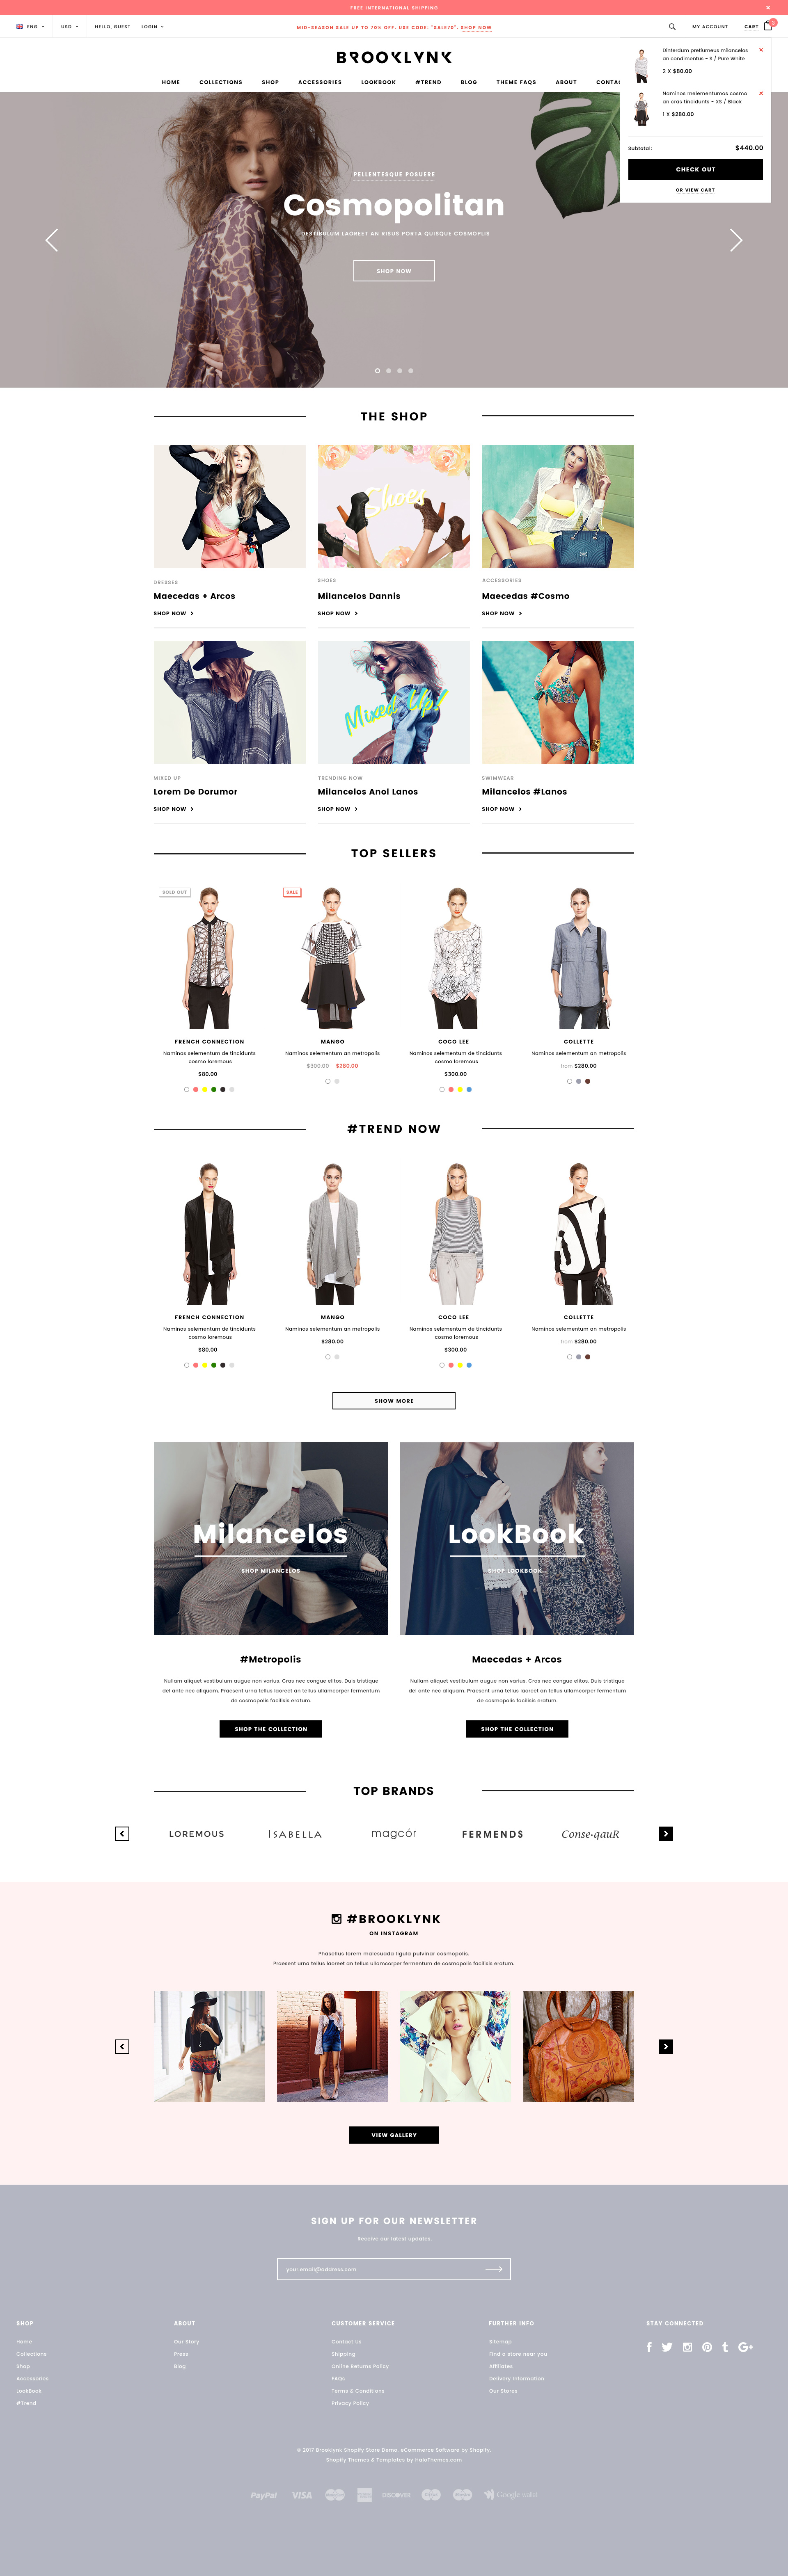 FREE INTERNATIONAL SHIPPING
ENG
USD
HELLO, GUEST
LOGIN
MID-SEASON SALE UP TO 70% OFF. USE CODE: "SALE70". SHOP NOW
MY ACCOUNT
CART
BROOKLYNK
HOME
COLLECTIONS
SHOP
ACCESSORIES
LOOKBOOK
#TREND
BLOG
THEME FAQS
ABOUT
CONTAC
Dinterdum pretiumeus milancelos
an condimentus - S / Pure White
2 X $80.00
Naminos melementumos cosmo
an cras tincidunts - XS / Black
1 X $280.00
Subtotal:
$440.00
CHECK OUT
OR VIEW CART
PELLENTESQUE POSUERE
Cosmopolitan
DESTIBULUM LAOREET AN RISUS PORTA QUISQUE COSMOPLIS
SHOP NOW
THE SHOP
Shoes
DRESSES
Maecedas + Arcos
SHOP NOW
SHOES
Milancelos Dannis
SHOP NOW
ACCESSORIES
Maecedas #Cosmo
SHOP NOW
Mixed Up!
MIXED UP
Lorem De Dorumor
SHOP NOW
TRENDING NOW
Milancelos Anol Lanos
SHOP NOW
SWIMWEAR
Milancelos #Lanos
SHOP NOW
TOP SELLERS
SOLD OUT
SALE
FRENCH CONNECTION
Naminos selementum de tincidunts
cosmo loremous
$80.00
MANGO
Naminos selementum an metropolis
$300.00 $280.00
COCO LEE
Naminos selementum de tincidunts
cosmo loremous
$300.00
COLLETTE
Naminos selementum an metropolis
from $280.00
#TREND NOW
FRENCH CONNECTION
Naminos selementum de tincidunts
cosmo loremous
$80.00
MANGO
Naminos selementum an metropolis
$280.00
COCO LEE
Naminos selementum de tincidunts
cosmo loremous
$300.00
COLLETTE
Naminos selementum an metropolis
from $280.00
SHOW MORE
Milancelos
SHOP MILANCELOS
LookBook
SHOP LOOKBOOK
#Metropolis
Nullam aliquet vestibulum augue non varius. Cras nec congue elitos. Duis tristique
del ante nec aliquam. Praesent urna tellus laoreet an tellus ullamcorper fermentum
de cosmopolis facilisis eratum.
SHOP THE COLLECTION
Maecedas + Arcos
Nullam aliquet vestibulum augue non varius. Cras nec congue elitos. Duis tristique
del ante nec aliquam. Praesent urna tellus laoreet an tellus ullamcorper fermentum
de cosmopolis facilisis eratum.
SHOP THE COLLECTION
TOP BRANDS
LOREMOUS
ISABELLA
magcór
FERMENDS
Conse·qauR
#BROOKLYNK
ON INSTAGRAM
Phasellus lorem malesuada ligula pulvinar cosmopolis.
Praesent urna tellus laoreet an tellus ullamcorper fermentum de cosmopolis facilisis eratum.
VIEW GALLERY
SIGN UP FOR OUR NEWSLETTER
Receive our latest updates.
your.email@address.com
SHOP
Home
Collections
Shop
Accessories
LookBook
#Trend
ABOUT
Our Story
Press
Blog
CUSTOMER SERVICE
Contact Us
Shipping
Online Returns Policy
FAQs
Terms & Conditions
Privacy Policy
FURTHER INFO
Sitemap
Find a store near you
Affliates
Delivery Information
Our Stores
STAY CONNECTED
© 2017 Brooklynk Shopify Store Demo. eCommerce Software by Shopify
Shopify Themes & Templates by HaloThemes.com
PayPal
VISA
DISCOVER
Google wallet